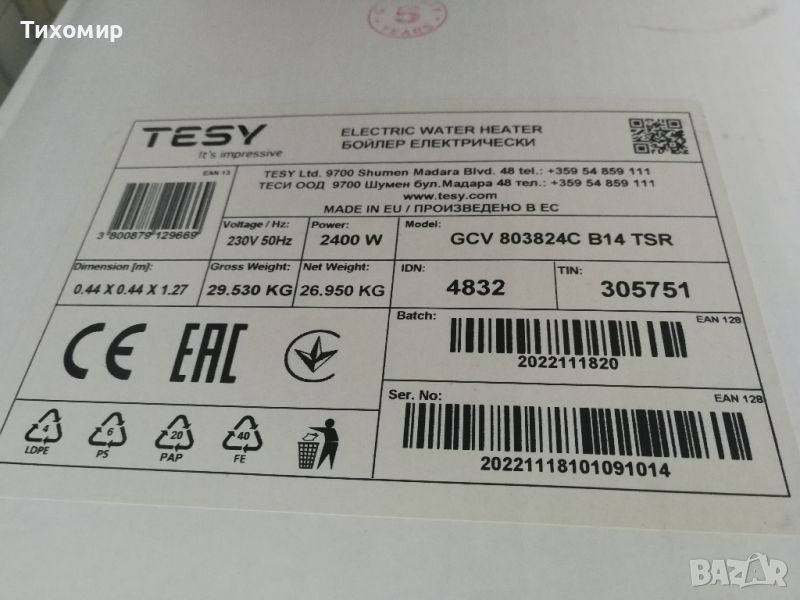 Тихомир
5
YEARS
TESY
It's impressive
ELECTRIC WATER HEATER
БОЙЛЕР ЕЛЕКТРИЧЕСКИ
TESY Ltd. 9700 Shumen Madara Blvd. 48 tel.: +359 54 859 111
ТЕСИ ООД 9700 Шумен бул.Мадара 48 тел.: +359 54 859 111
www.tesy.com
MADE IN EU / ПРОИЗВЕДЕНО В ЕС
EAN 13
3 800879 129669
Voltage / Hz:
230V 50Hz
Power:
2400 W
Model:
GCV 803824C B14 TSR
Dimension [m]:
0.44 X 0.44 X 1.27
Gross Weight:
29.530 KG
Net Weight:
26.950 KG
IDN:
4832
TIN:
305751
Batch:
EAN 128
2022111820
CE EAC
Ser. No:
EAN 128
20221118101091014
4
LDPE
6
PS
20
PAP
40
FE
BAZAR